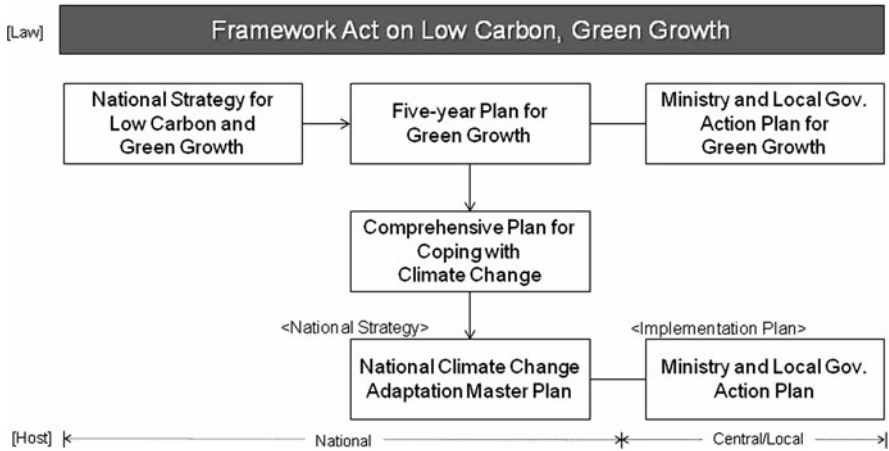 [Law]
Framework Act on Low Carbon, Green Growth
National Strategy for
Low Carbon and
Green Growth
Five-year Plan for
Green Growth
Ministry and Local Gov.
Action Plan for
Green Growth
Comprehensive Plan for
Coping with
Climate Change
<National Strategy>
<Implementation Plan>
National Climate Change
Adaptation Master Plan
Ministry and Local Gov.
Action Plan
[Host]
National
Central/Local